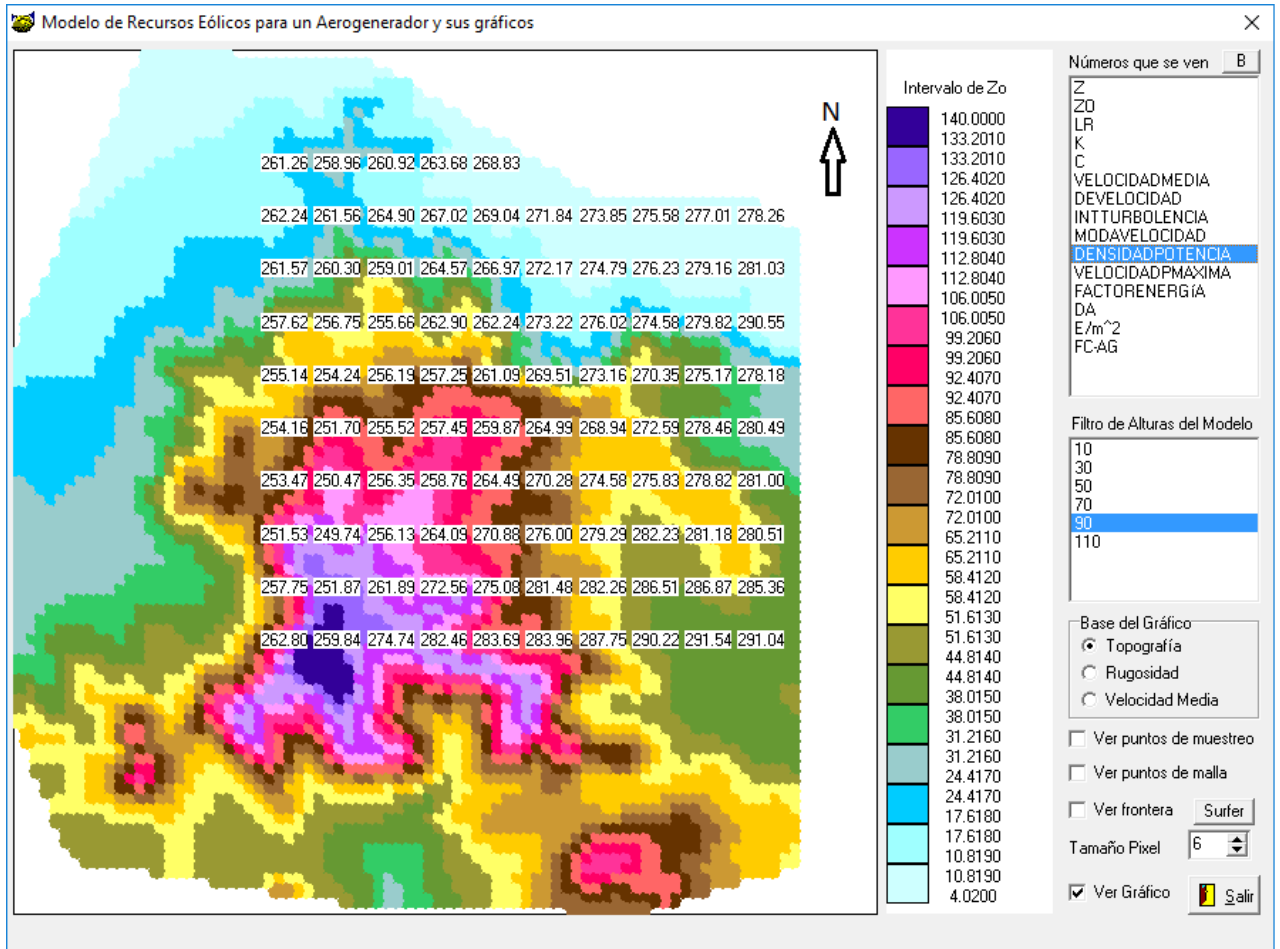 Modelo de Recursos Eólicos para un Aerogenerador y sus gráficos
N
261.26 258.96 260.92 263.68 268.83
262.24 261.56 264.90 267.02 269.04 271.84 273.85 275.58 277.01 278.26
261.57 260.30 259.01 264.57 266.97 272.17 274.79 276.23 279.16 281.03
257.62 256.75 255.66 262.90 262.24 273.22 276.02 274.58 279.82 290.55
255.14 254.24 256.19 257.25 261.09 269.51 273.16 270.35 275.17 278.18
254.16 251.70 255.52 257.45 259.87 264.99 268.94 272.59 278.46 280.49
253.47 250.47 256.35 258.76 264.49 270.28 274.58 275.83 278.82 281.00
251.53 249.74 256.13 264.09 270.88 276.00 279.29 282.23 281.18 280.51
257.75 251.87 261.89 272.56 275.08 281.48 282.26 286.51 286.87 285.36
262.80 259.84 274.74 282.46 283.69 283.96 287.75 290.22 291.54 291.04
Intervalo de Zo
140.0000
133.2010
133.2010
126.4020
126.4020
119.6030
119.6030
112.8040
112.8040
106.0050
106.0050
99.2060
99.2060
92.4070
92.4070
85.6080
85.6080
78.8090
78.8090
72.0100
72.0100
65.2110
65.2110
58.4120
58.4120
51.6130
51.6130
44.8140
44.8140
38.0150
38.0150
31.2160
31.2160
24.4170
24.4170
17.6180
17.6180
10.8190
10.8190
4.0200
Números que se ven B
Z
ZO
LR
K
C
VELOCIDADMEDIA
DEVELOCIDAD
INTTURBOLENCIA
MODAVELOCIDAD
DENSIDADPOTENCIA
VELOCIDADPMAXIMA
FACTORENERGíA
DA
E/m^2
FC-AG
Filtro de Alturas del Modelo
10
30
50
70
90
110
Base del Gráfico
Topografía
Rugosidad
Velocidad Media
Ver puntos de muestreo
Ver puntos de malla
Ver frontera Surfer
Tamaño Pixel 6
Ver Gráfico Salir